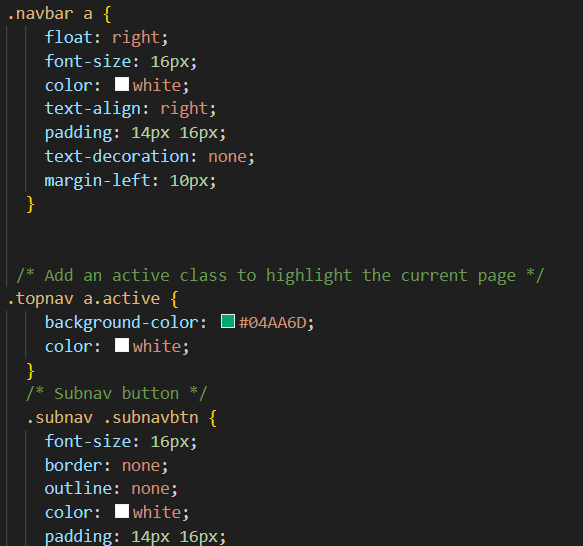 .navbar a {
float: right;
font-size: 16px;
color: white;
text-align: right;
padding: 14px 16px;
text-decoration: none;
margin-left: 10px;
}
/* Add an active class to highlight the current page */
.topnav a.active {
background-color: #04AA6D;
color: white;
}
/* Subnav button */
.subnav .subnavbtn {
font-size: 16px;
border: none;
outline: none;
color: white;
padding: 14px 16px;